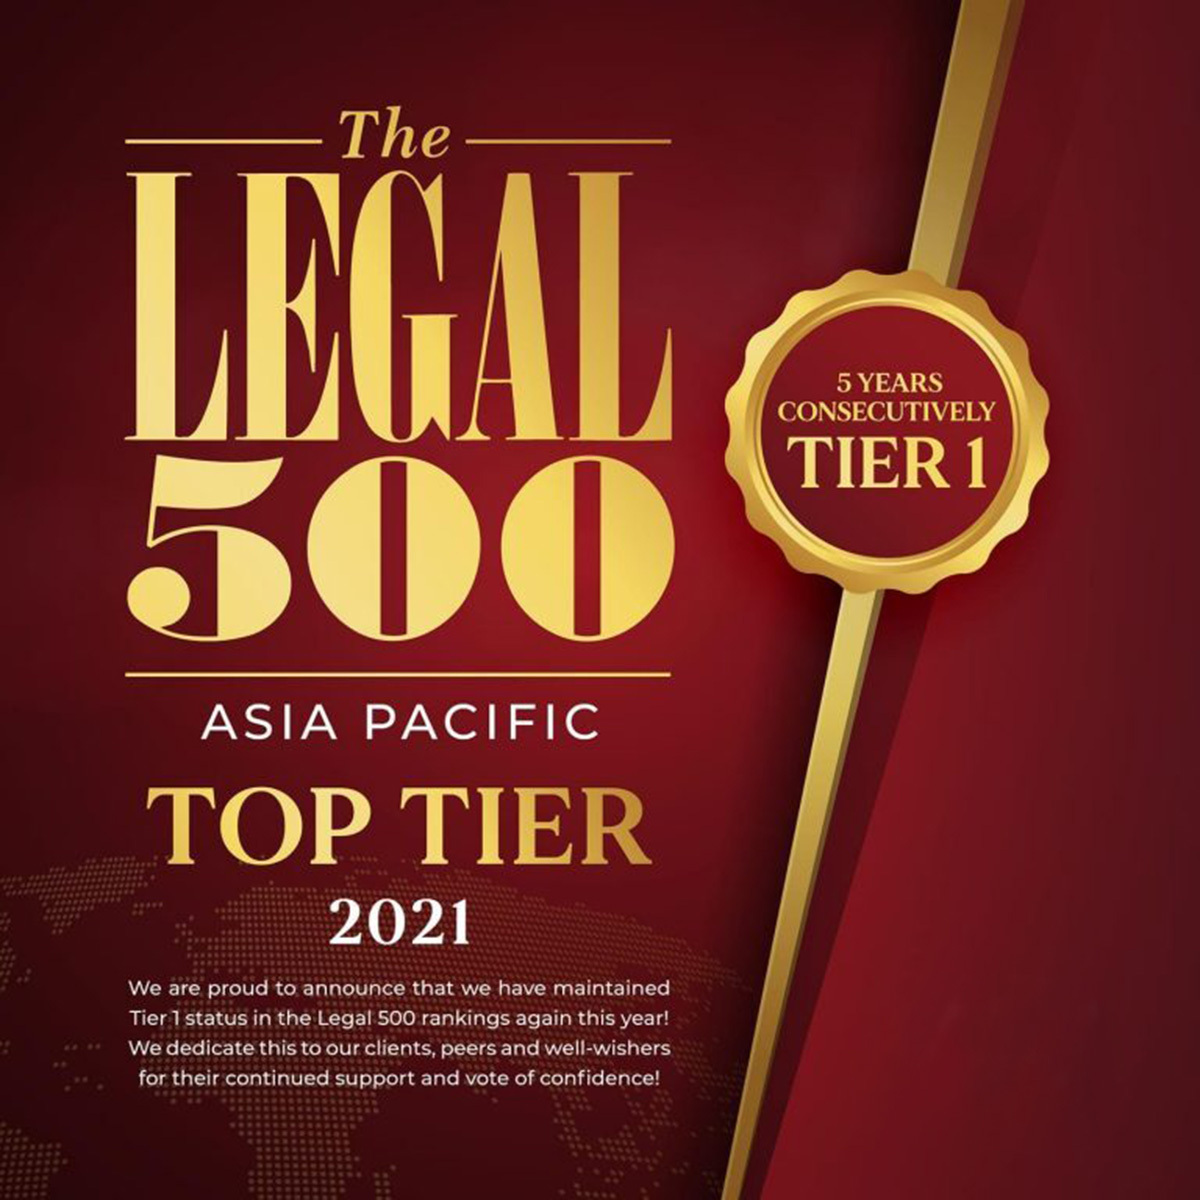 The
LEGAL
500
ASIA PACIFIC
TOP TIER
2021
We are proud to announce that we have maintained
Tier 1 status in the Legal 500 rankings again this year!
We dedicate this to our clients, peers and well-wishers
for their continued support and vote of confidence!
5 YEARS
CONSECUTIVELY
TIER 1